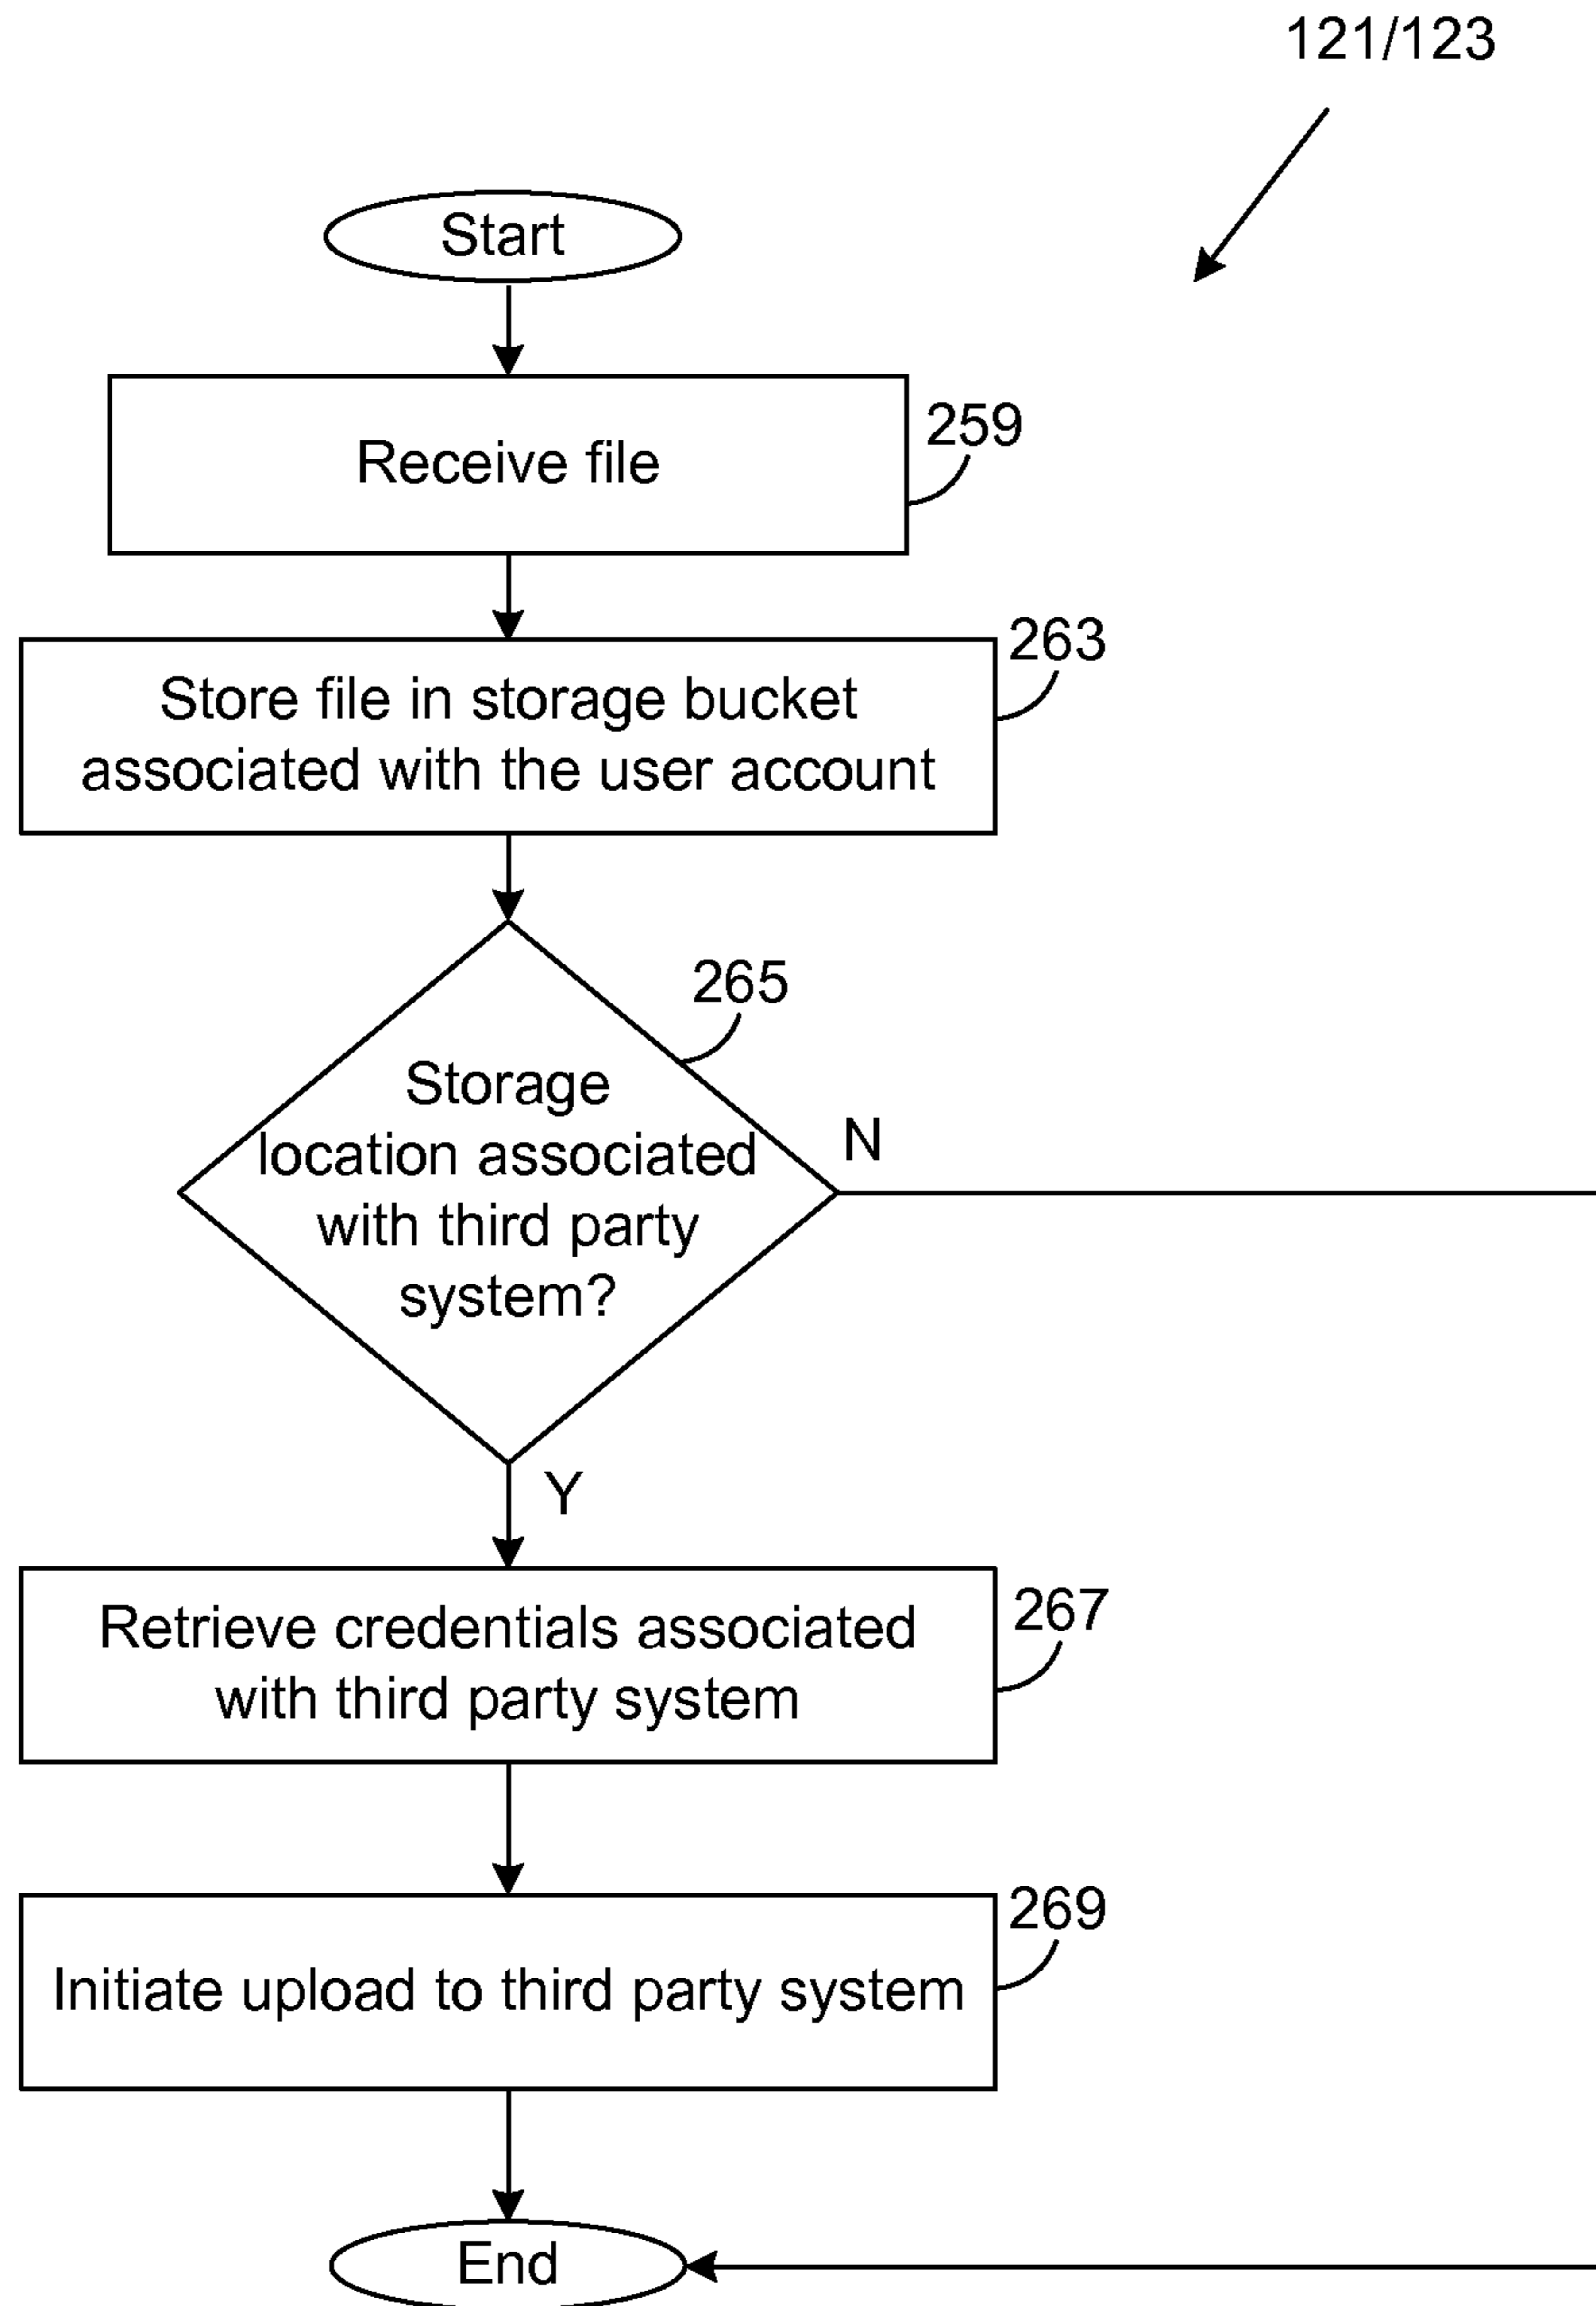 121/123
Start
Receive file
259
263
Store file in storage bucket
associated with the user account
265
Storage
location associated
with third party
system?
N
Y
Retrieve credentials associated
with third party system
267
269
Initiate upload to third party system
End